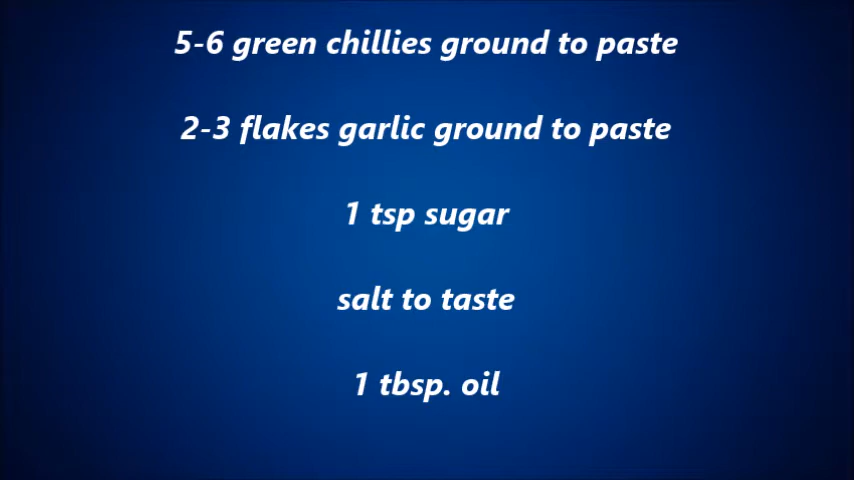 5-6 green chillies ground to paste
2-3 flakes garlic ground to paste
1 tsp sugar
salt to taste
1 tbsp. oil